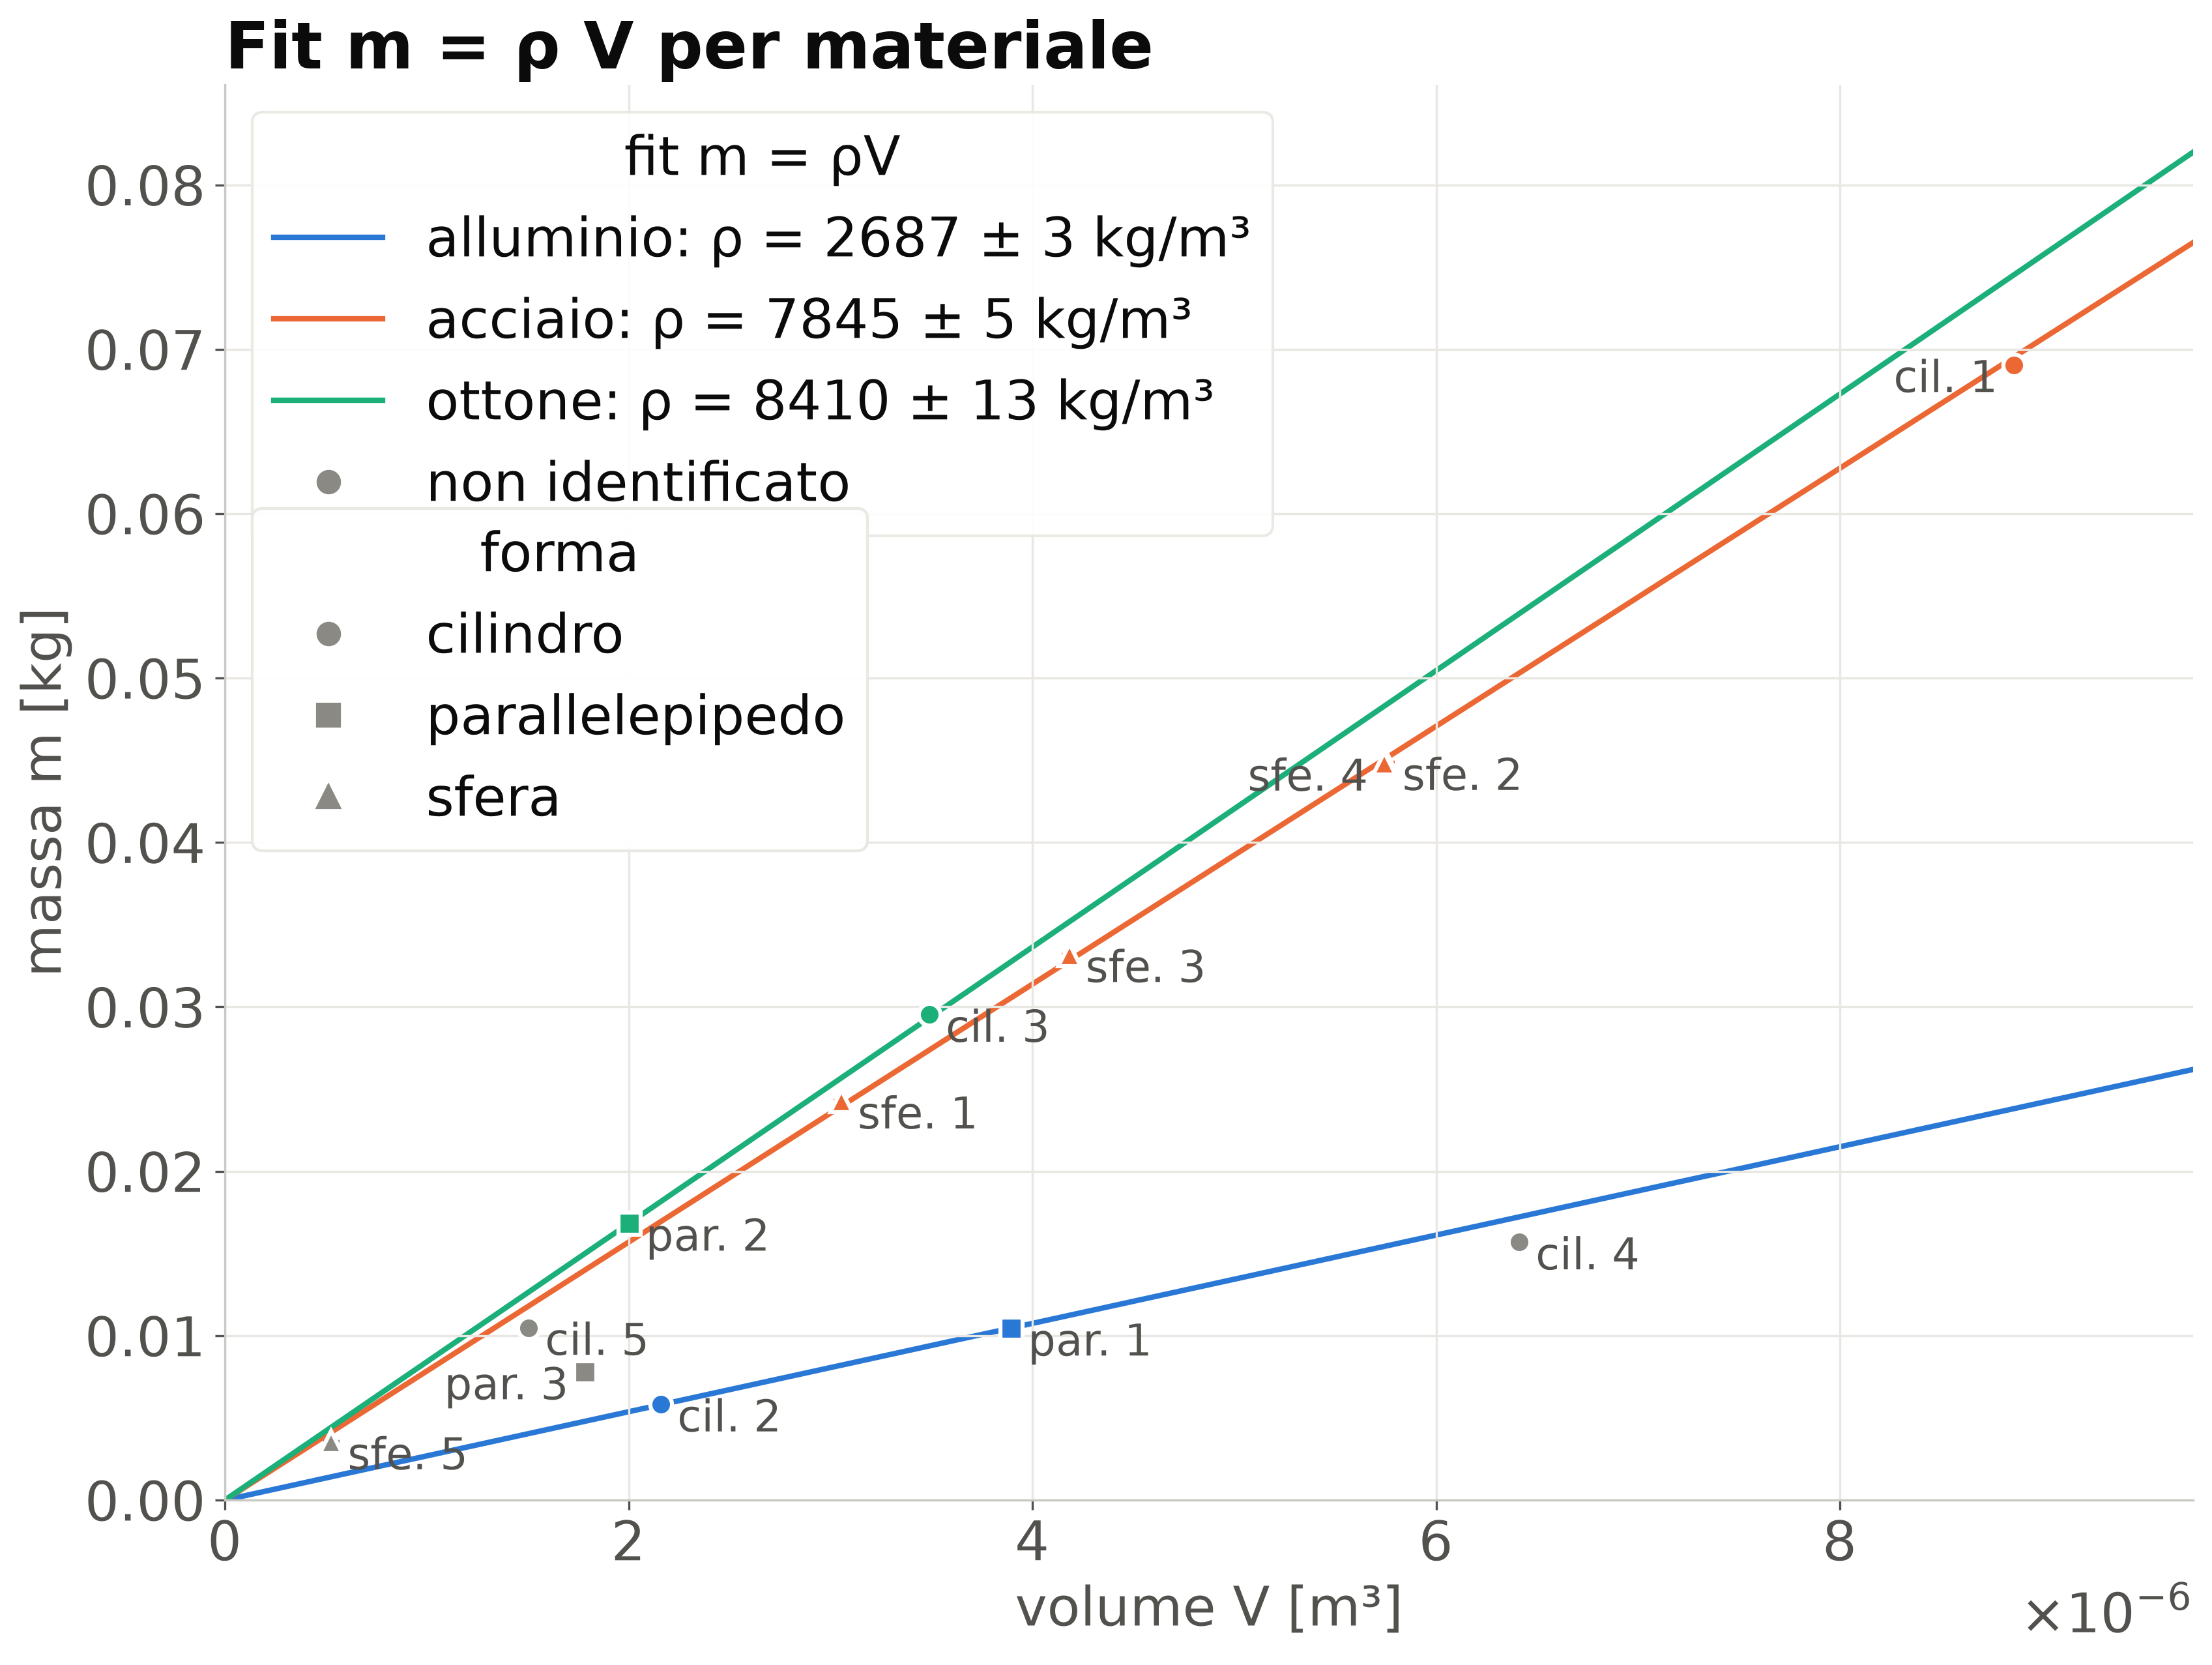 Fit m = ρ V per materiale
fit m = ρV
alluminio: ρ = 2687 ± 3 kg/m³
acciaio: ρ = 7845 ± 5 kg/m³
ottone: ρ = 8410 ± 13 kg/m³
non identificato
forma
cilindro
parallelepipedo
sfera
massa m [kg]
0.08
0.07
0.06
0.05
0.04
0.03
0.02
0.01
0.00
cil. 1
sfe. 4
sfe. 2
sfe. 3
cil. 3
sfe. 1
par. 2
cil. 4
cil. 5
par. 1
par. 3
cil. 2
sfe. 5
0
2
4
6
8
volume V [m³]
×10⁻⁶